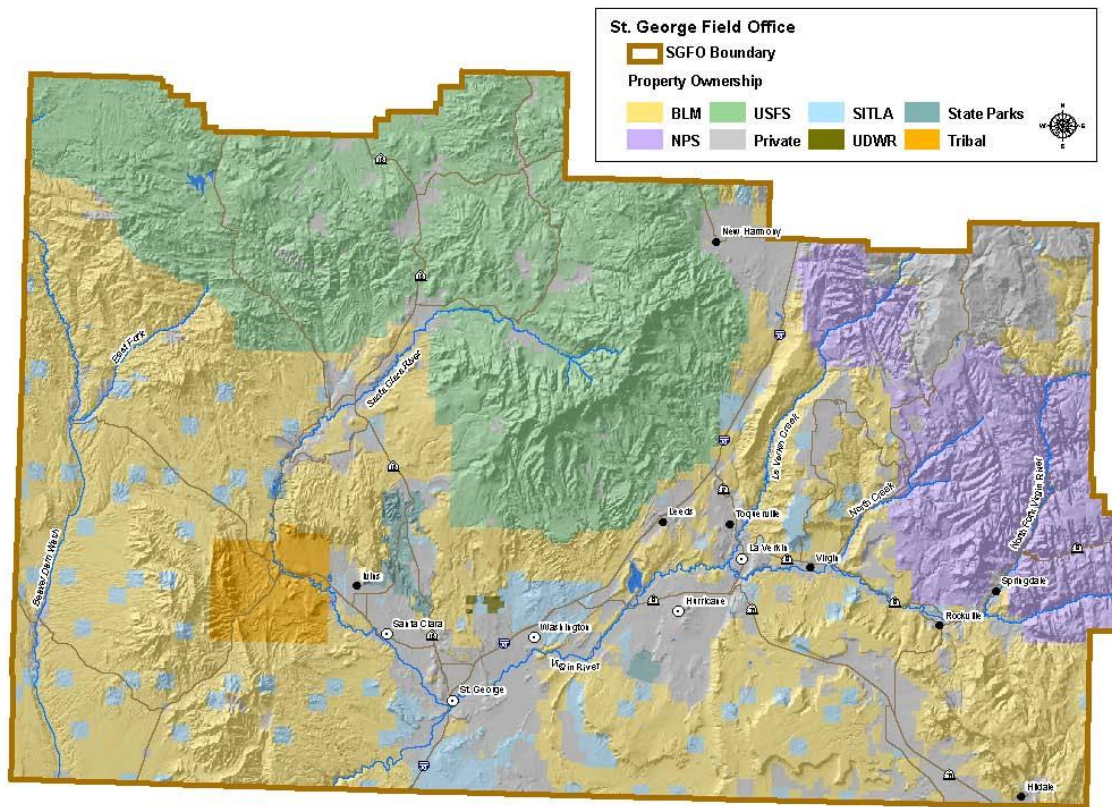 St. George Field Office
SGFO Boundary
Property Ownership
BLM
USFS
SITLA
State Parks
NPS
Private
UDWR
Tribal
N
W
E
S
New Harmony
East Fork
Santa Clara River
La Verkin Creek
North Creek
North Fork Virgin River
Beaver Dam Wash
Leeds
Toquerville
La Verkin
Virgin
Ivins
Springdale
Hurricane
Rockville
Santa Clara
Washington
Virgin River
St. George
Hildale